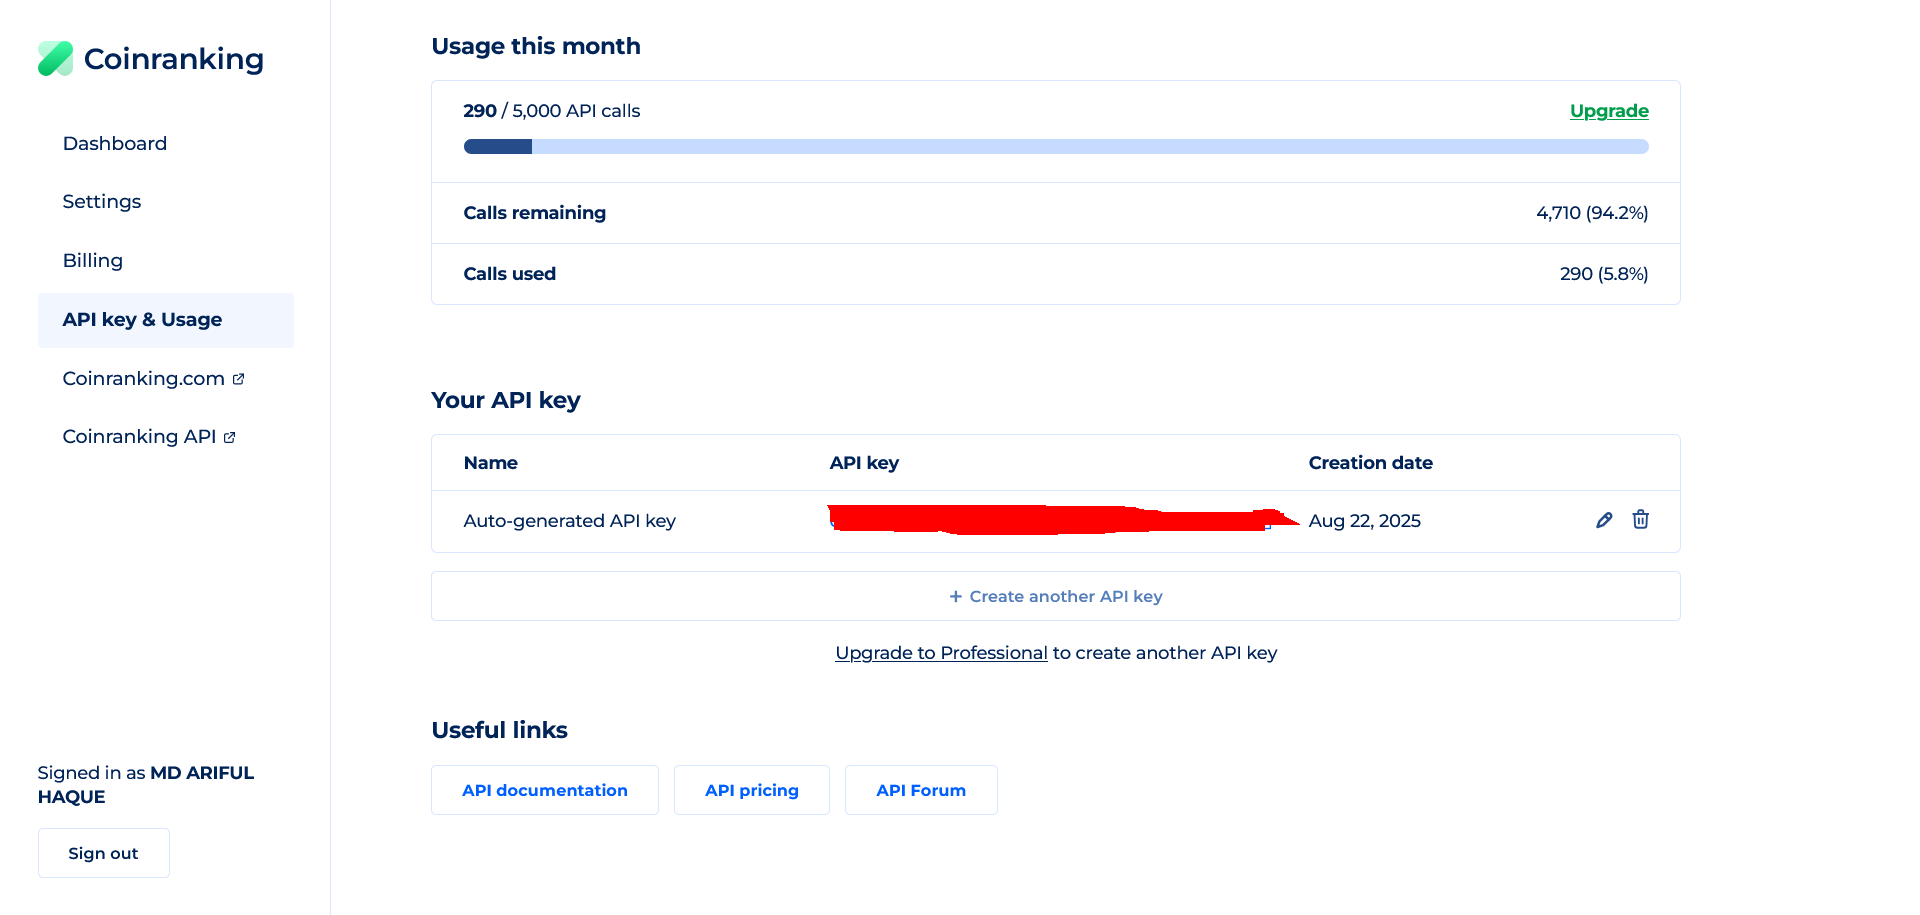 Coinranking
Dashboard
Settings
Billing
API key & Usage
Coinranking.com
Coinranking API
Signed in as MD ARIFUL
HAQUE
Sign out
Usage this month
290 / 5,000 API calls
Upgrade
Calls remaining
4,710 (94.2%)
Calls used
290 (5.8%)
Your API key
Name
API key
Creation date
Auto-generated API key
Aug 22, 2025
+ Create another API key
Upgrade to Professional to create another API key
Useful links
API documentation
API pricing
API Forum